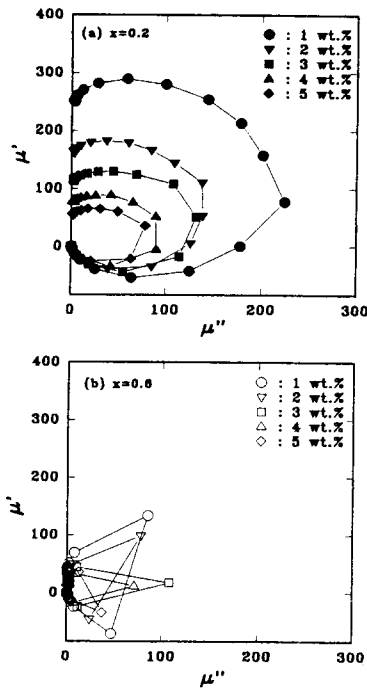 400
(a) x=0.2
● : 1 wt.%
▼ : 2 wt.%
■ : 3 wt.%
▲ : 4 wt.%
◆ : 5 wt.%
300
200
μ'
100
0
0 100 200 300
μ''
400
(b) x=0.6
○ : 1 wt.%
▽ : 2 wt.%
□ : 3 wt.%
△ : 4 wt.%
◇ : 5 wt.%
300
200
μ'
100
0
0 100 200 300
μ''